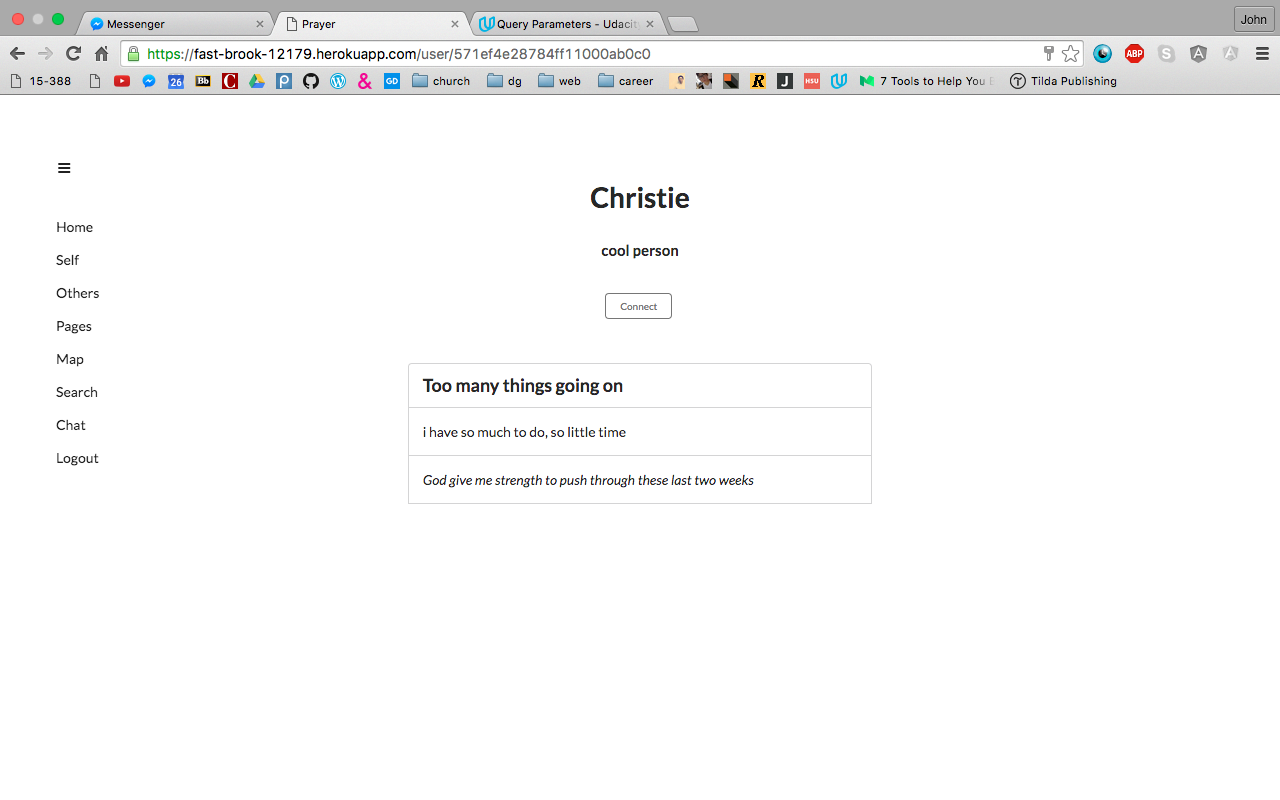 Messenger
Prayer
Query Parameters - Udacit
John
https://fast-brook-12179.herokuapp.com/user/571ef4e28784ff11000ab0c0
ABP
S
A
A
15-388
26
Bb
C
P
&
GD
church
dg
web
career
R
J
HSU
7 Tools to Help You E
Tilda Publishing
Christie
cool person
Connect
Home
Self
Others
Pages
Map
Search
Chat
Logout
Too many things going on
i have so much to do, so little time
God give me strength to push through these last two weeks